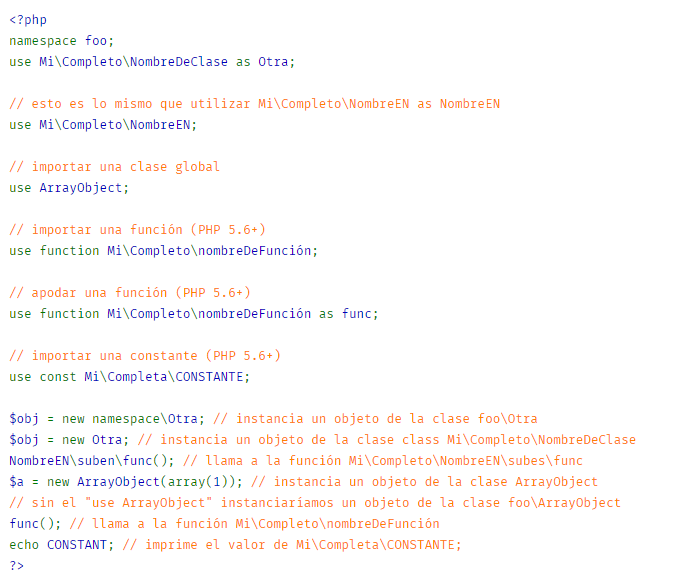 <?php
namespace foo;
use Mi\Completo\NombreDeClase as Otra;
// esto es lo mismo que utilizar Mi\Completo\NombreEN as NombreEN
use Mi\Completo\NombreEN;
// importar una clase global
use ArrayObject;
// importar una función (PHP 5.6+)
use function Mi\Completo\nombreDeFunción;
// apodar una función (PHP 5.6+)
use function Mi\Completo\nombreDeFunción as func;
// importar una constante (PHP 5.6+)
use const Mi\Completa\CONSTANTE;
$obj = new namespace\Otra; // instancia un objeto de la clase foo\Otra
$obj = new Otra; // instancia un objeto de la clase class Mi\Completo\NombreDeClase
NombreEN\suben\func(); // llama a la función Mi\Completo\NombreEN\subes\func
$a = new ArrayObject(array(1)); // instancia un objeto de la clase ArrayObject
// sin el "use ArrayObject" instanciaríamos un objeto de la clase foo\ArrayObject
func(); // llama a la función Mi\Completo\nombreDeFunción
echo CONSTANT; // imprime el valor de Mi\Completa\CONSTANTE;
?>